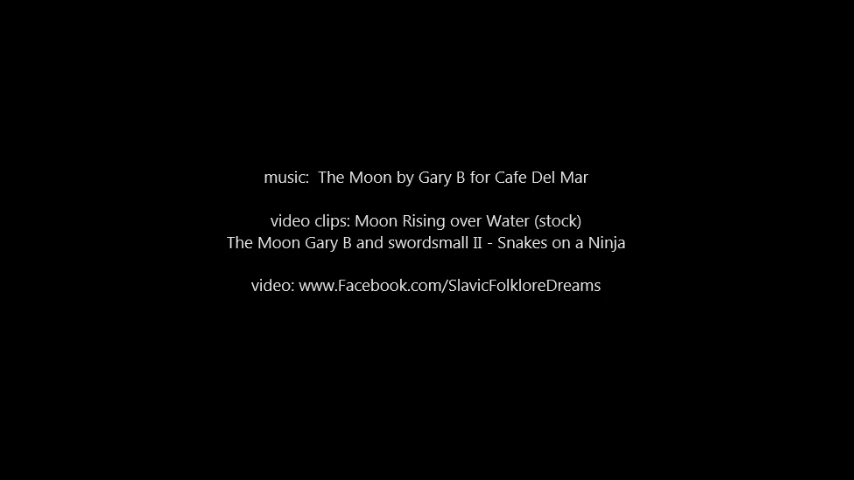 music:  The Moon by Gary B for Cafe Del Mar
video clips: Moon Rising over Water (stock)
The Moon Gary B and swordsmall II - Snakes on a Ninja
video: www.Facebook.com/SlavicFolkloreDreams